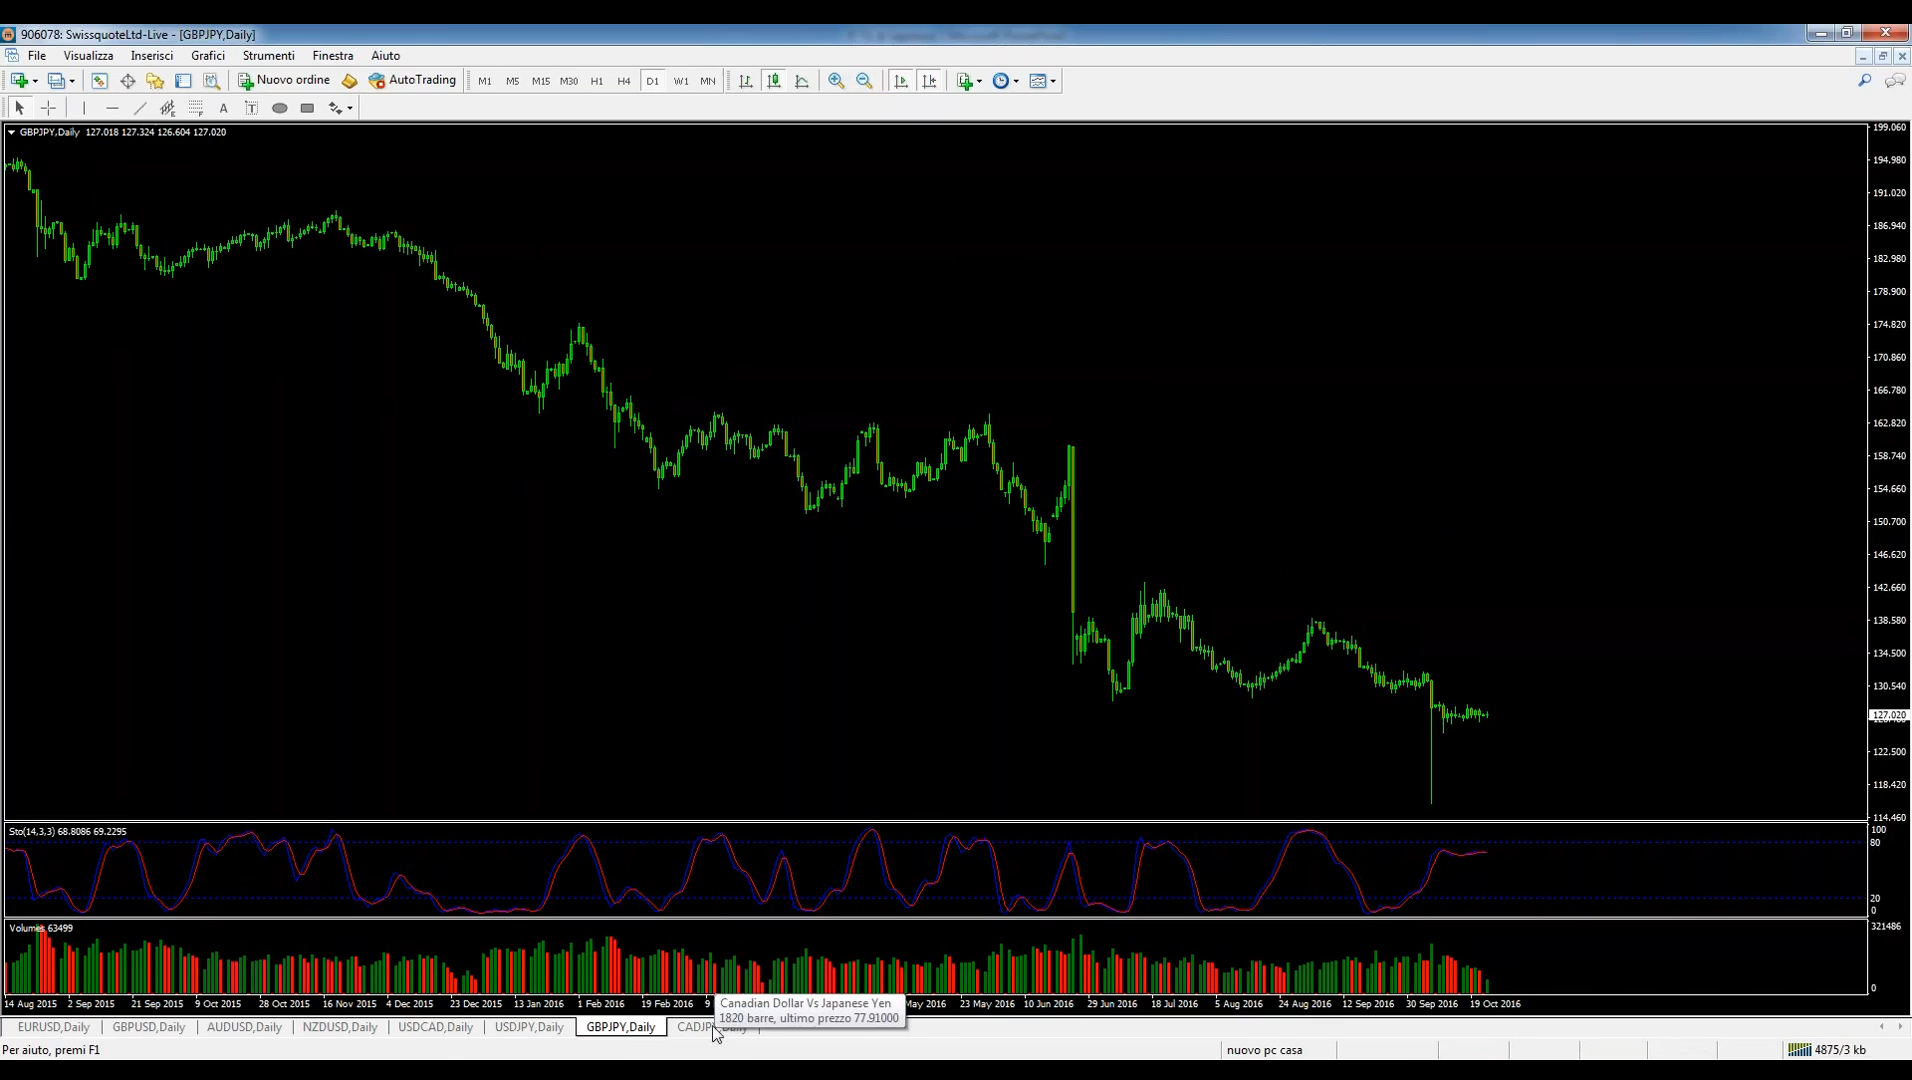 906078: SwissquoteLtd-Live - [GBPJPY,Daily]
File Visualizza Inserisci Grafici Strumenti Finestra Aiuto
Nuovo ordine AutoTrading M1 M5 M15 M30 H1 H4 D1 W1 MN
A T
GBPJPY,Daily 127.018 127.324 126.604 127.020
199.060
194.980
191.020
186.940
182.980
178.900
174.820
170.860
166.780
162.820
158.740
154.660
150.700
146.620
142.660
138.580
134.500
130.540
127.020
122.500
118.420
114.460
Sto(14,3,3) 68.8086 69.2295
100
80
20
0
Volumes 63499
321486
0
14 Aug 2015 2 Sep 2015 21 Sep 2015 9 Oct 2015 28 Oct 2015 16 Nov 2015 4 Dec 2015 23 Dec 2015 13 Jan 2016 1 Feb 2016 19 Feb 2016 9 May 2016 23 May 2016 10 Jun 2016 29 Jun 2016 18 Jul 2016 5 Aug 2016 24 Aug 2016 12 Sep 2016 30 Sep 2016 19 Oct 2016
Canadian Dollar Vs Japanese Yen
1820 barre, ultimo prezzo 77.91000
EURUSD,Daily GBPUSD,Daily AUDUSD,Daily NZDUSD,Daily USDCAD,Daily USDJPY,Daily GBPJPY,Daily CADJPY,Daily
Per aiuto, premi F1 nuovo pc casa 4875/3 kb